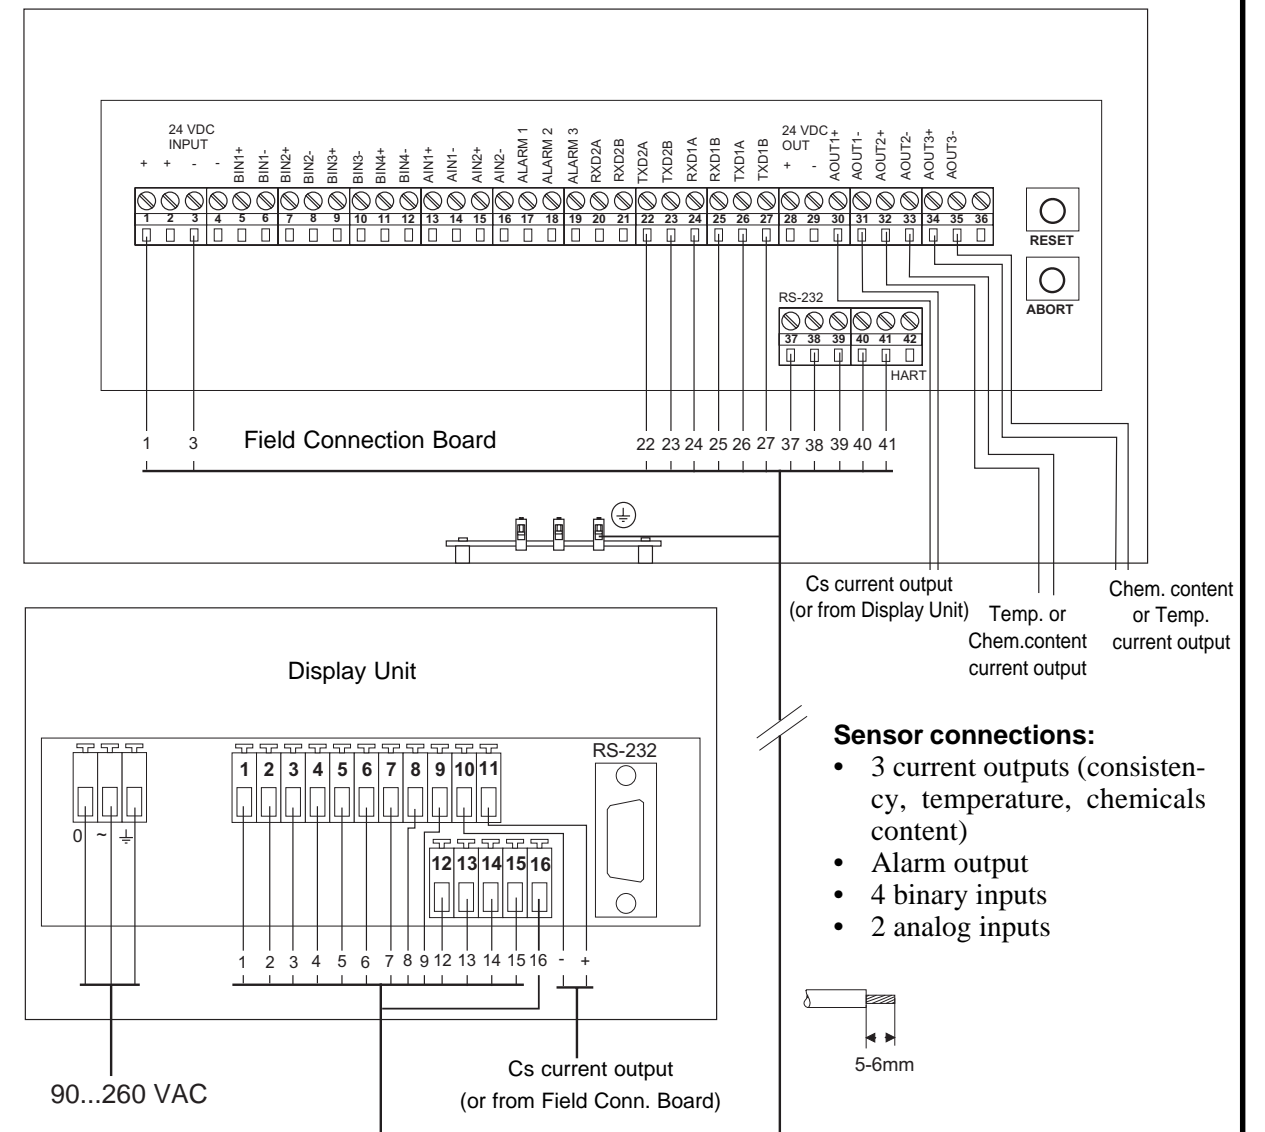 24 VDC
INPUT
+ + - -
BIN1+ BIN1- BIN2+ BIN2- BIN3+ BIN3- BIN4+ BIN4- AIN1+ AIN1- AIN2+ AIN2- ALARM 1 ALARM 2 ALARM 3 RXD2A RXD2B TXD2A TXD2B RXD1A RXD1B TXD1A TXD1B
24 VDC
OUT
+ -
AOUT1+ AOUT1- AOUT2+ AOUT2- AOUT3+ AOUT3-
1 2 3 4 5 6 7 8 9 10 11 12 13 14 15 16 17 18 19 20 21 22 23 24 25 26 27 28 29 30 31 32 33 34 35 36
RESET
ABORT
RS-232
37 38 39 40 41 42
HART
1 3
Field Connection Board
22 23 24 25 26 27 37 38 39 40 41
Cs current output
(or from Display Unit)
Temp. or
Chem.content
current output
Chem. content
or Temp.
current output
Display Unit
RS-232
1 2 3 4 5 6 7 8 9 10 11
0 ~
12 13 14 15 16
1 2 3 4 5 6 7 8 9 12 13 14 15 16 - +
90...260 VAC
Cs current output
(or from Field Conn. Board)
Sensor connections:
• 3 current outputs (consisten-
cy, temperature, chemicals
content)
• Alarm output
• 4 binary inputs
• 2 analog inputs
5-6mm